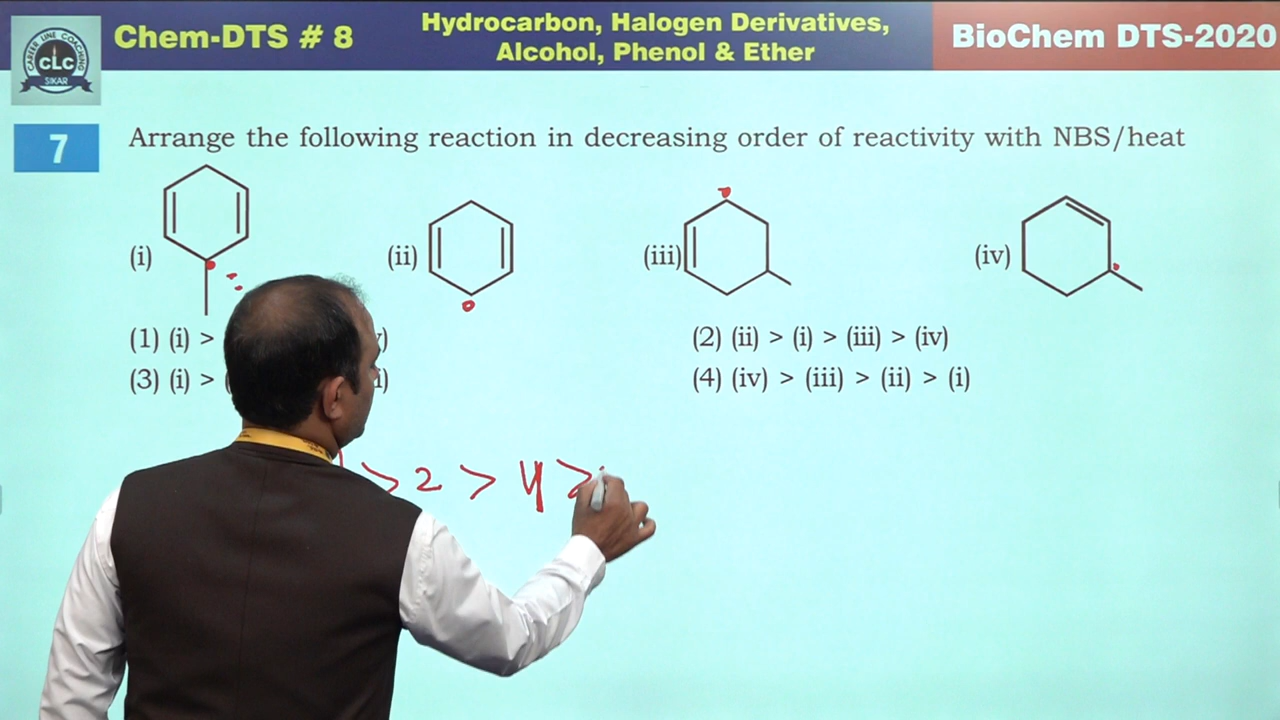 Chem-DTS # 8
Hydrocarbon, Halogen Derivatives,
Alcohol, Phenol & Ether
BioChem DTS-2020
CAREER LINE COACHING
CLC
SIKAR
7
Arrange the following reaction in decreasing order of reactivity with NBS/heat
(i)
(ii)
(iii)
(iv)
(1) (i) >
(2) (ii) > (i) > (iii) > (iv)
(3) (i) >
(4) (iv) > (iii) > (ii) > (i)
> 2 > 4 >